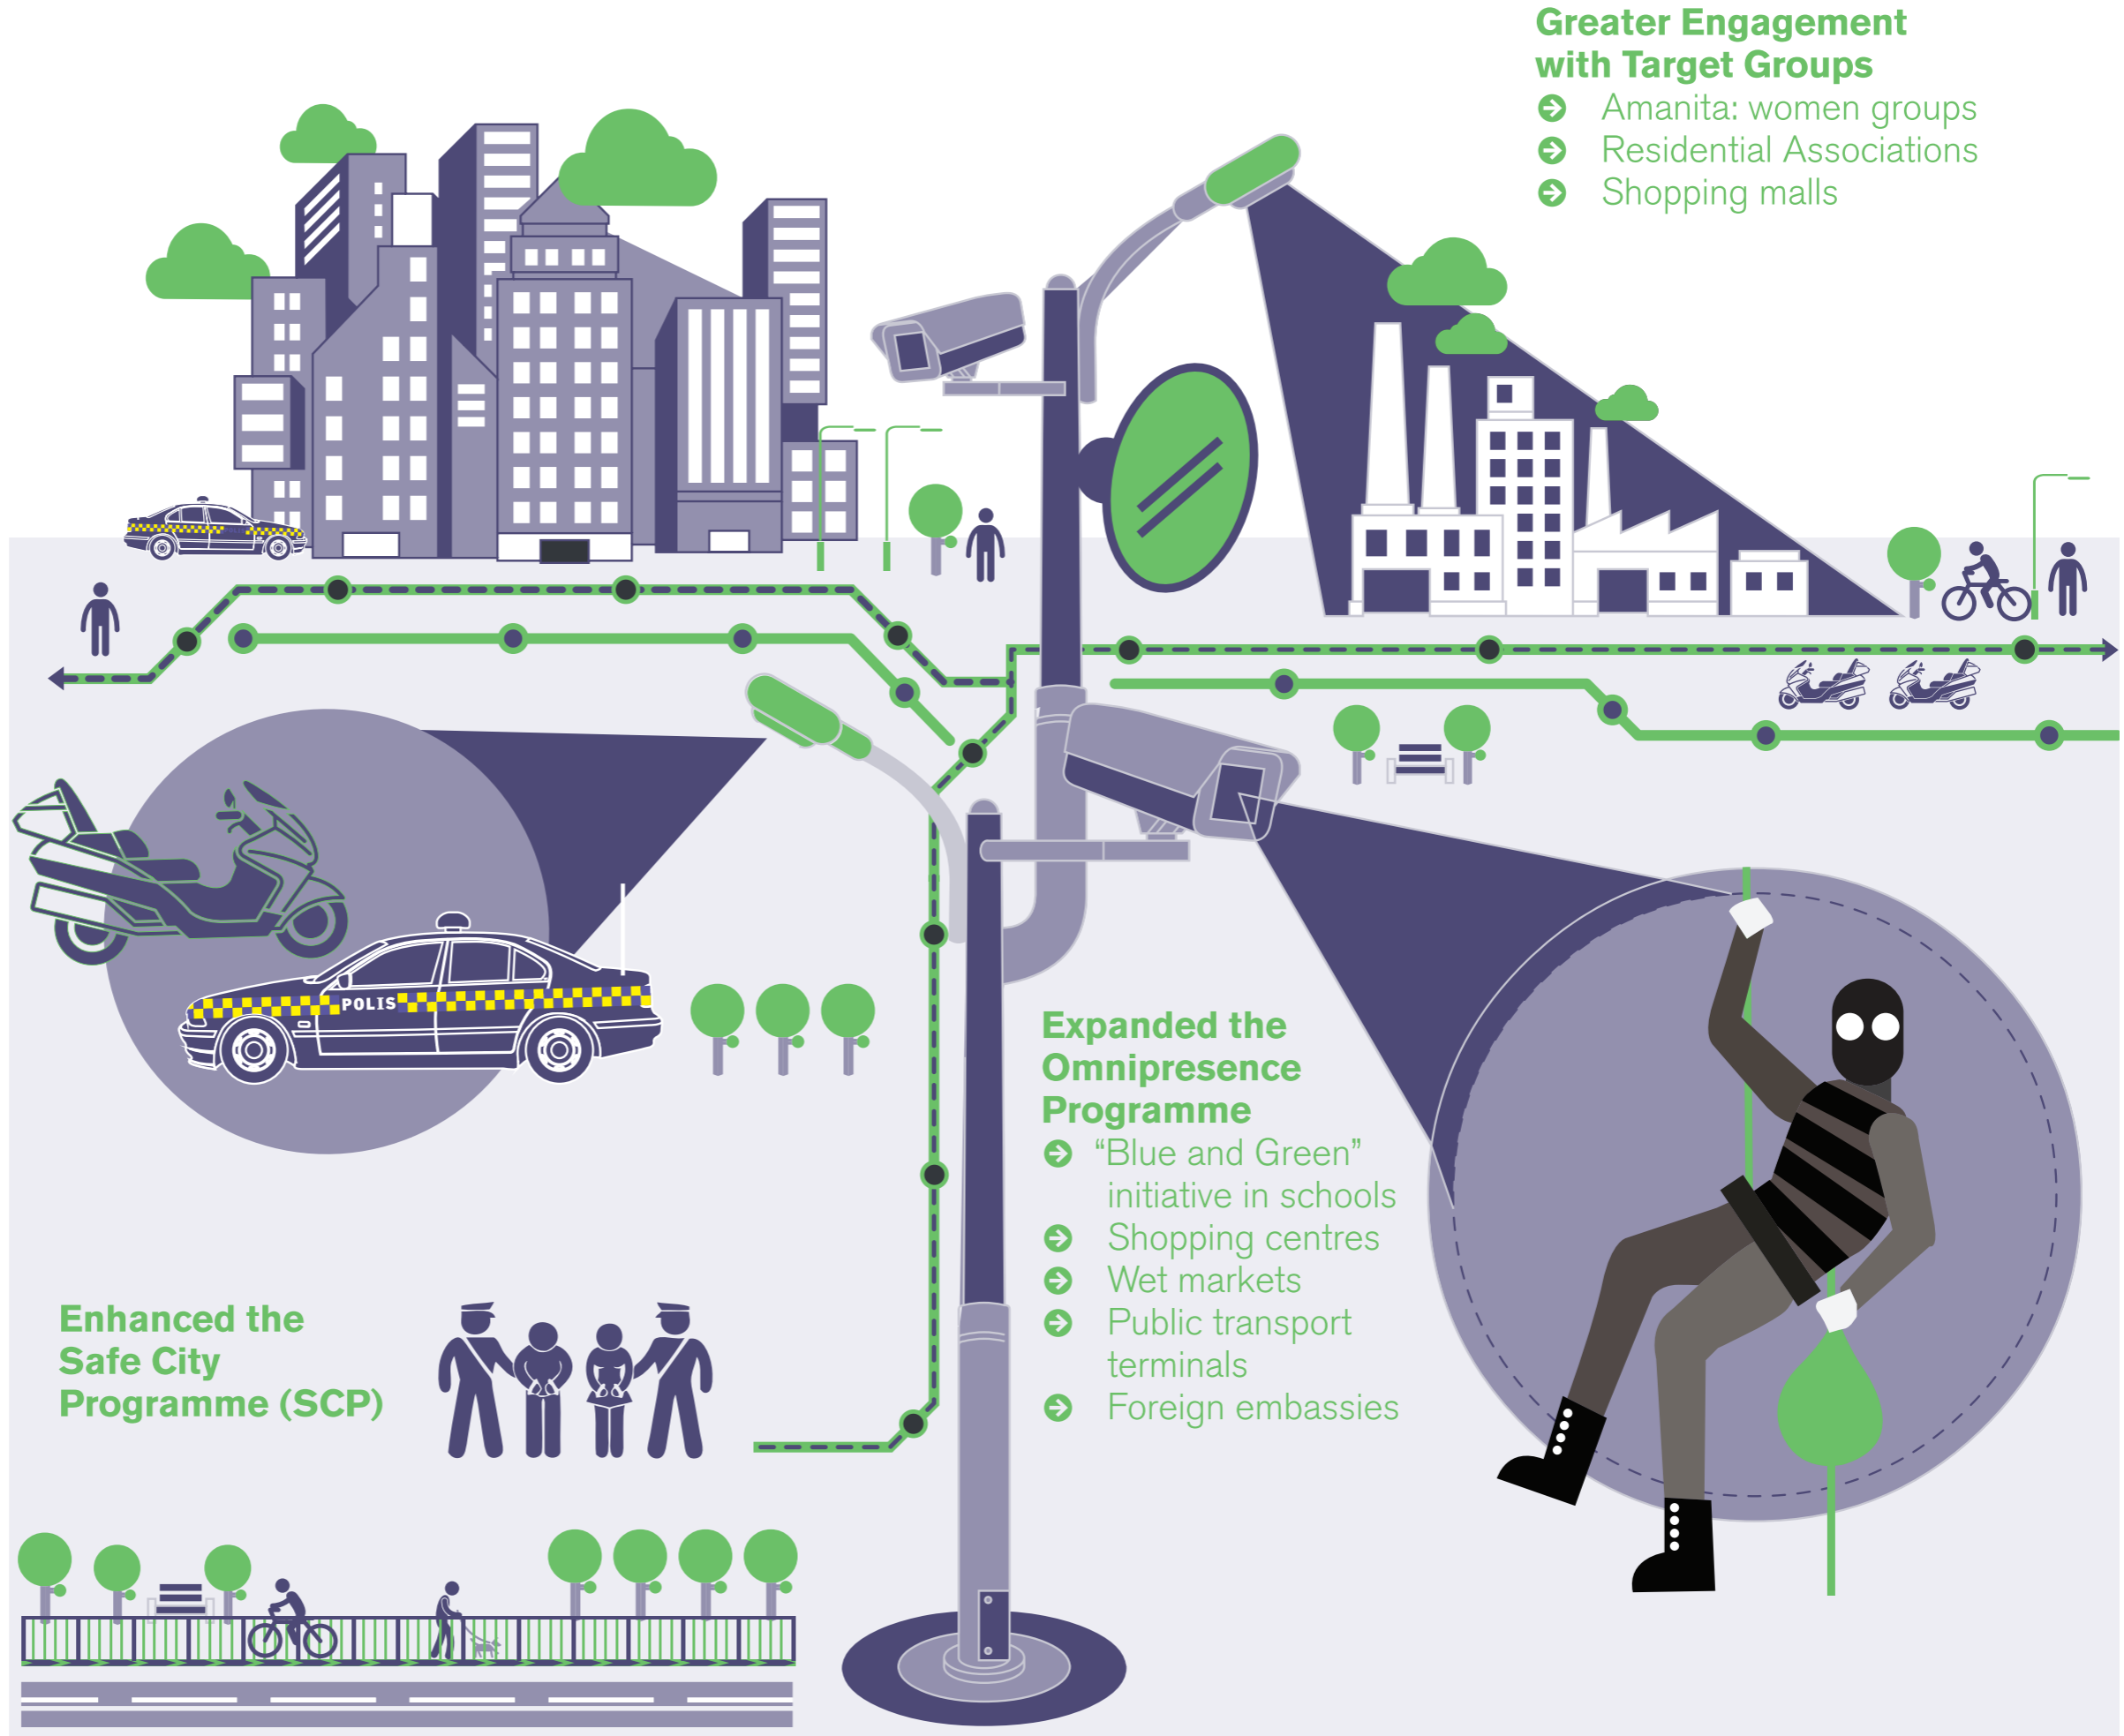 Greater Engagement
with Target Groups
Amanita: women groups
Residential Associations
Shopping malls
POLIS
Expanded the
Omnipresence
Programme
“Blue and Green”
initiative in schools
Shopping centres
Wet markets
Public transport
terminals
Foreign embassies
Enhanced the
Safe City
Programme (SCP)